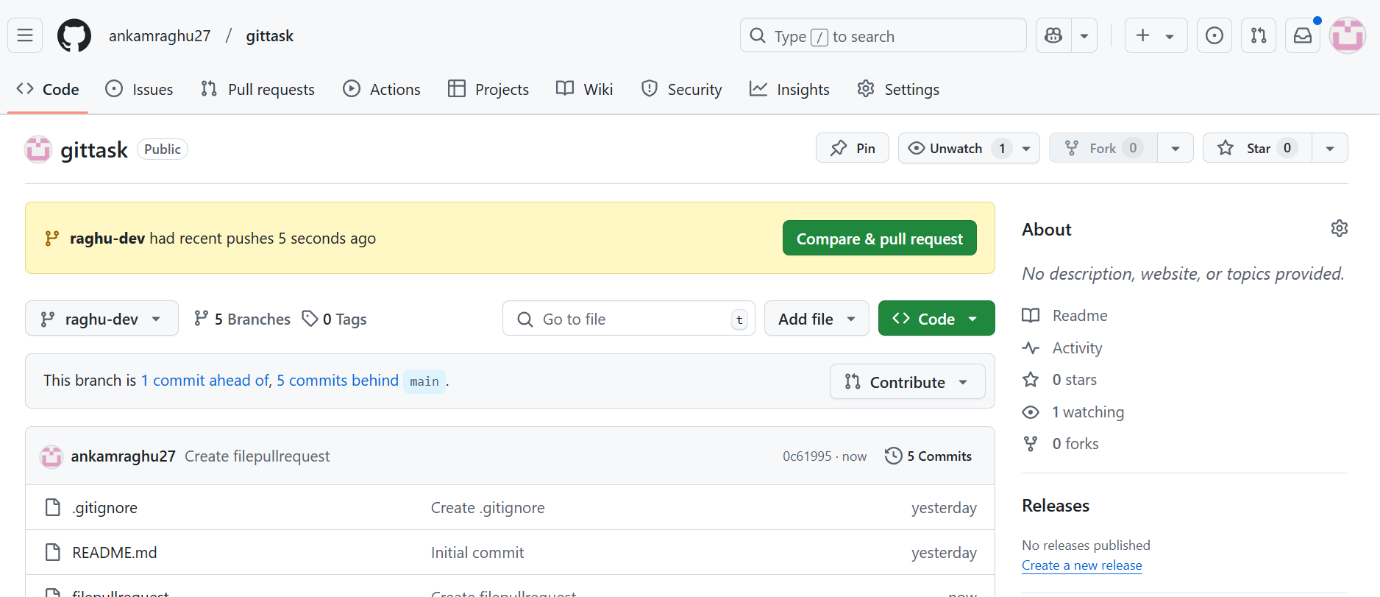 ankamraghu27 / gittask
Type / to search
Code Issues Pull requests Actions Projects Wiki Security Insights Settings
gittask Public
Pin Unwatch 1 Fork 0 Star 0
raghu-dev had recent pushes 5 seconds ago
Compare & pull request
raghu-dev 5 Branches 0 Tags
Go to file t Add file Code
This branch is 1 commit ahead of, 5 commits behind main.
Contribute
ankamraghu27 Create filepullrequest 0c61995 · now 5 Commits
.gitignore Create .gitignore yesterday
README.md Initial commit yesterday
filepullrequest Create filepullrequest now
About
No description, website, or topics provided.
Readme
Activity
0 stars
1 watching
0 forks
Releases
No releases published
Create a new release